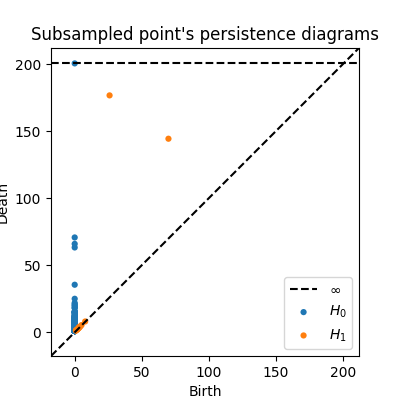 Subsampled point's persistence diagrams
200
150
100
50
0
Death
0
50
100
150
200
Birth
∞
H₀
H₁